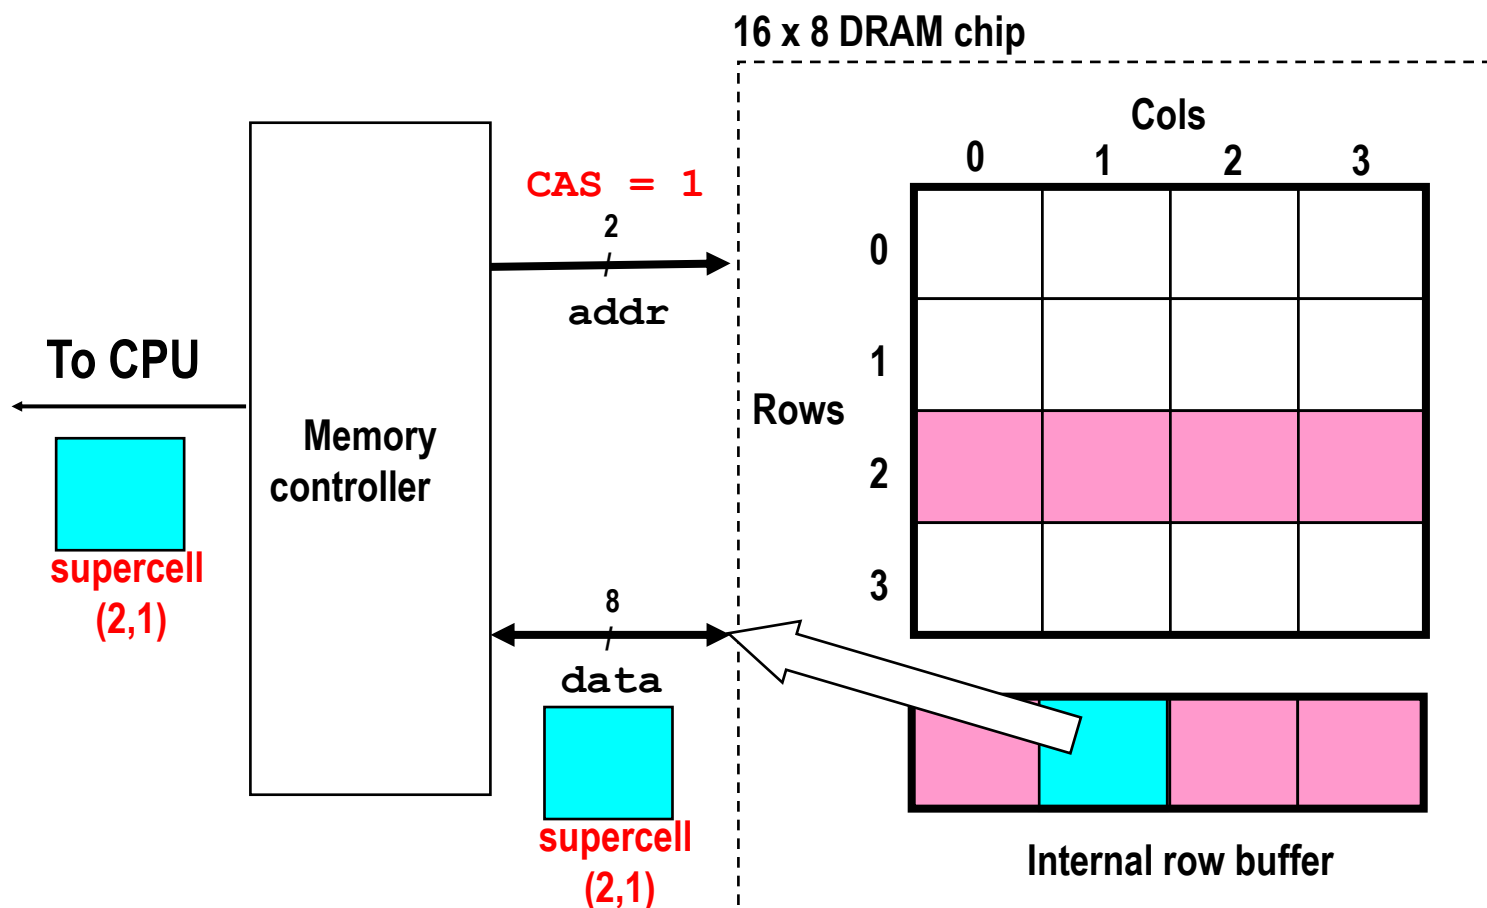 16 x 8 DRAM chip
Cols
0 1 2 3
CAS = 1
2
addr
0
1
Rows
2
3
To CPU
Memory
controller
supercell
(2,1)
8
data
supercell
(2,1)
Internal row buffer